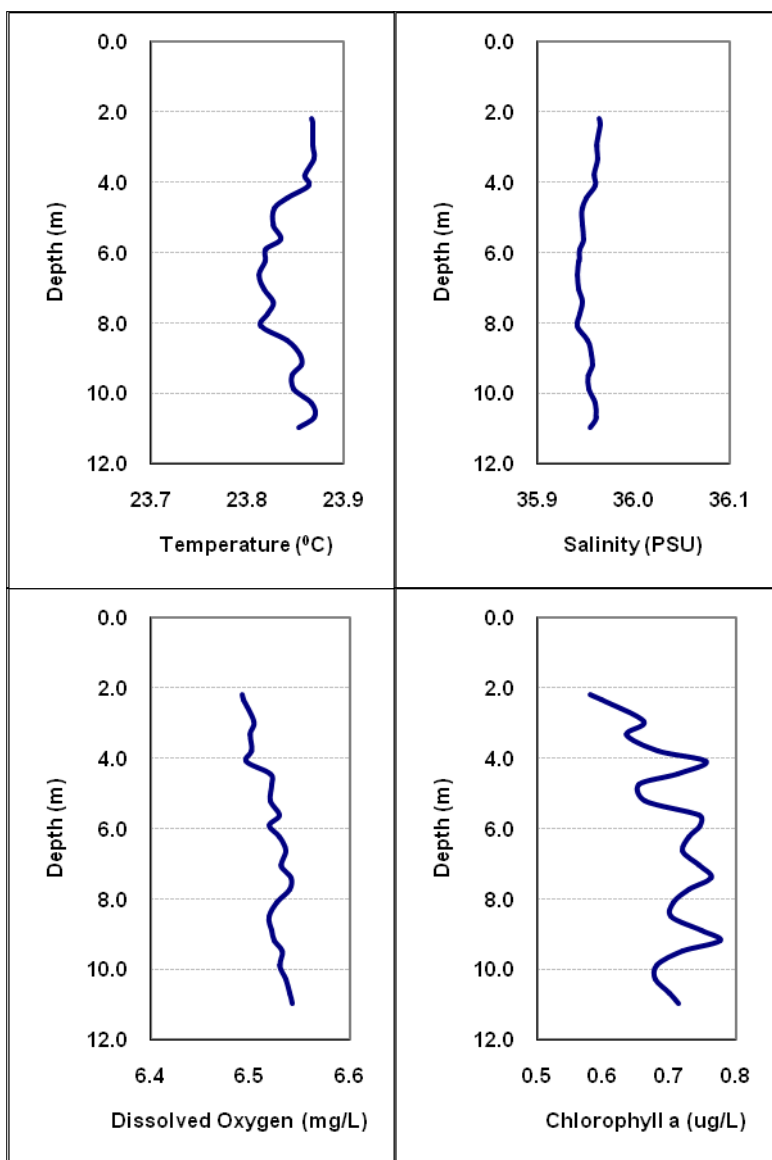 0.0
2.0
4.0
6.0
8.0
10.0
12.0
Depth (m)
23.7 23.8 23.9
Temperature (⁰C)
0.0
2.0
4.0
6.0
8.0
10.0
12.0
Depth (m)
35.9 36.0 36.1
Salinity (PSU)
0.0
2.0
4.0
6.0
8.0
10.0
12.0
Depth (m)
6.4 6.5 6.6
Dissolved Oxygen (mg/L)
0.0
2.0
4.0
6.0
8.0
10.0
12.0
Depth (m)
0.5 0.6 0.7 0.8
Chlorophyll a (ug/L)